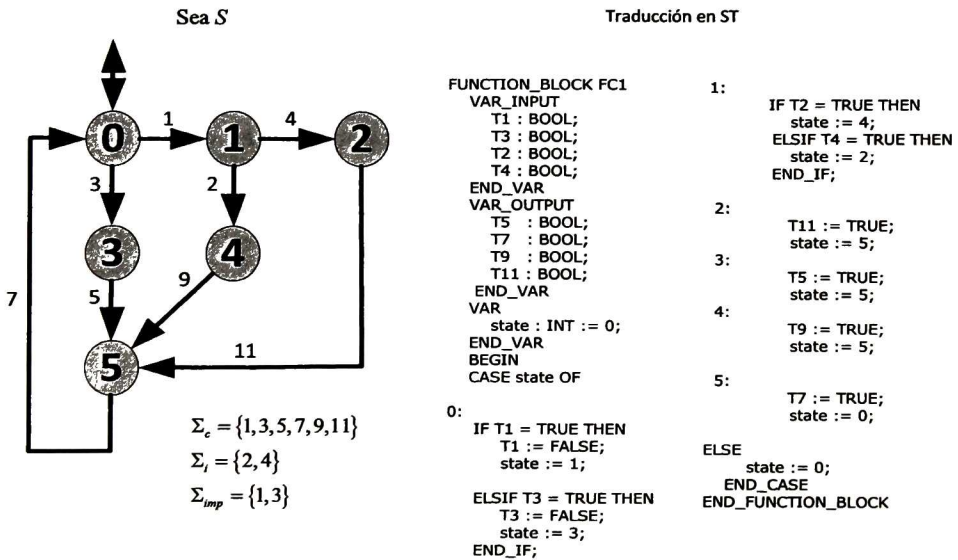 Sea S
0
1
1
4
2
3
2
3
4
7
5
9
5
11
Σc = {1,3,5,7,9,11}
Σi = {2,4}
Σimp = {1,3}
Traducción en ST
FUNCTION_BLOCK FC1
VAR_INPUT
T1 : BOOL;
T3 : BOOL;
T2 : BOOL;
T4 : BOOL;
END_VAR
VAR_OUTPUT
T5 : BOOL;
T7 : BOOL;
T9 : BOOL;
T11 : BOOL;
END_VAR
VAR
state : INT := 0;
END_VAR
BEGIN
CASE state OF
0:
IF T1 = TRUE THEN
T1 := FALSE;
state := 1;
ELSIF T3 = TRUE THEN
T3 := FALSE;
state := 3;
END_IF;
1:
IF T2 = TRUE THEN
state := 4;
ELSIF T4 = TRUE THEN
state := 2;
END_IF;
2:
T11 := TRUE;
state := 5;
3:
T5 := TRUE;
state := 5;
4:
T9 := TRUE;
state := 5;
5:
T7 := TRUE;
state := 0;
ELSE
state := 0;
END_CASE
END_FUNCTION_BLOCK